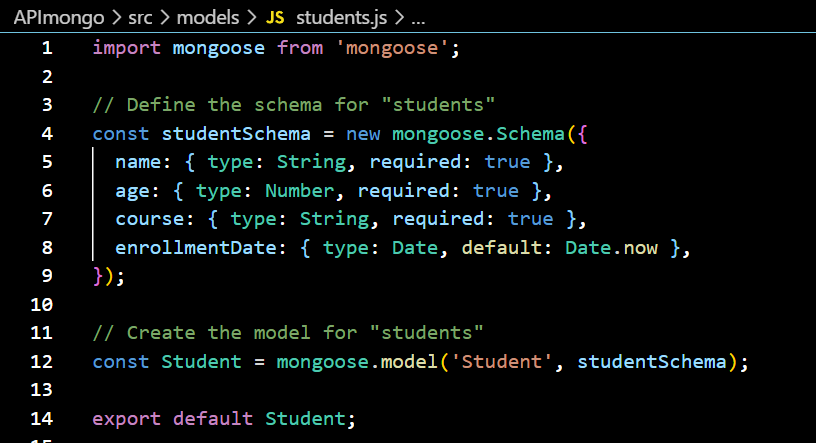 APImongo > src > models > JS students.js > ...
1 import mongoose from 'mongoose';
2
3 // Define the schema for "students"
4 const studentSchema = new mongoose.Schema({
5   name: { type: String, required: true },
6   age: { type: Number, required: true },
7   course: { type: String, required: true },
8   enrollmentDate: { type: Date, default: Date.now },
9 });
10
11 // Create the model for "students"
12 const Student = mongoose.model('Student', studentSchema);
13
14 export default Student;